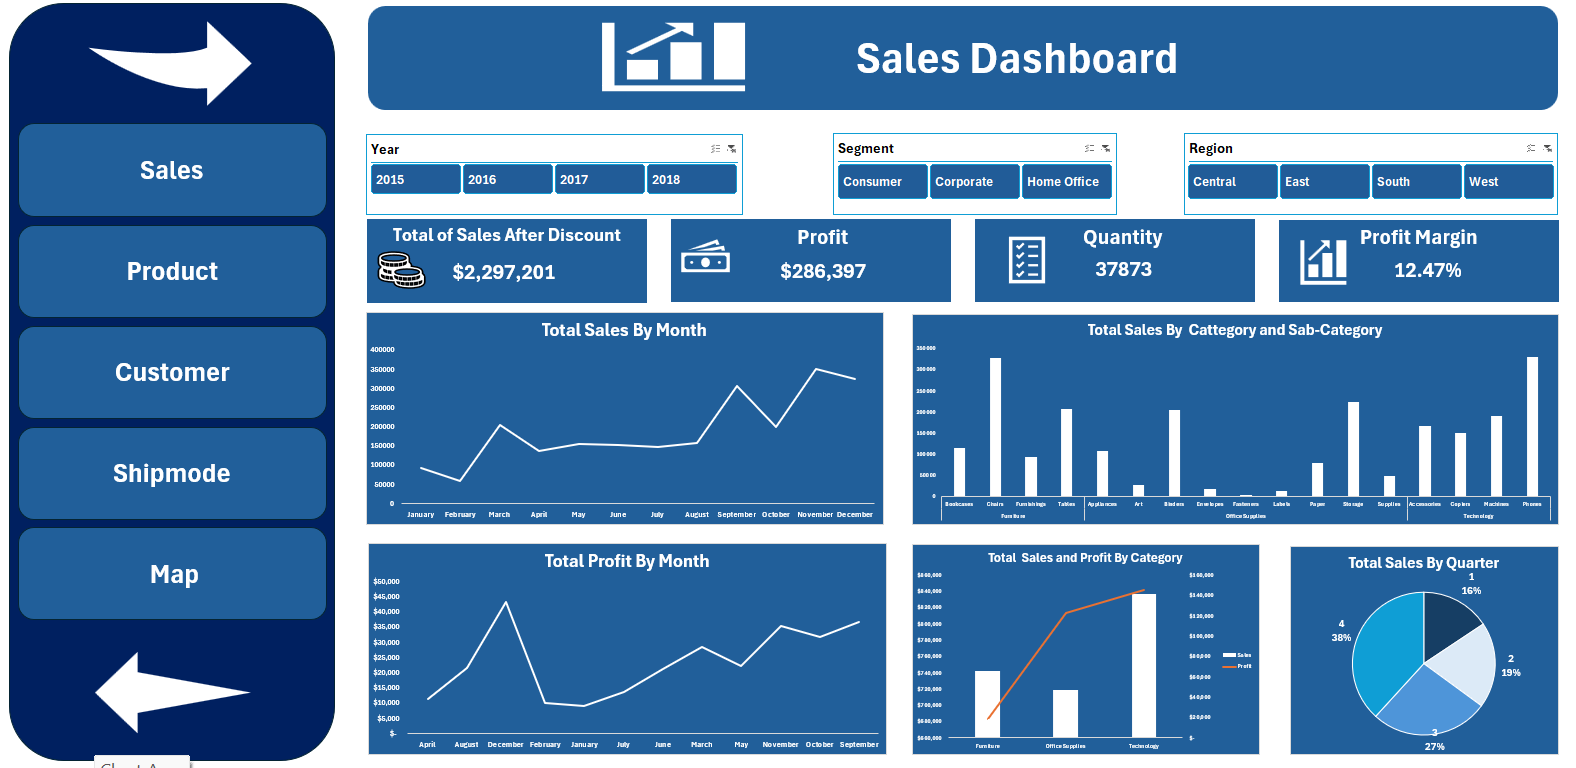 Sales Dashboard
Sales
Product
Customer
Shipmode
Map
Year
2015 2016 2017 2018
Segment
Consumer Corporate Home Office
Region
Central East South West
Total of Sales After Discount
$2,297,201
Profit
$286,397
Quantity
37873
Profit Margin
12.47%
Total Sales By Month
400000
350000
300000
250000
200000
150000
100000
50000
0
January February March April May June July August September October November December
Total Sales By Cattegory and Sub-Category
350000
300000
250000
200000
150000
100000
50000
0
Bookcases Chairs Furnishings Tables Appliances Art Binders Envelopes Fasteners Labels Paper Storage Supplies Accessories Copiers Machines Phones
Furniture Office Supplies Technology
Total Profit By Month
$50,000
$45,000
$40,000
$35,000
$30,000
$25,000
$20,000
$15,000
$10,000
$5,000
$-
April August December February January July June March May November October September
Total Sales and Profit By Category
$860,000
$840,000
$820,000
$800,000
$780,000
$760,000
$740,000
$720,000
$700,000
$680,000
$660,000
$160,000
$140,000
$120,000
$100,000
$80,000
$60,000
$40,000
$20,000
$-
Sales
Profit
Furniture Office Supplies Technology
Total Sales By Quarter
1
16%
2
19%
3
27%
4
38%